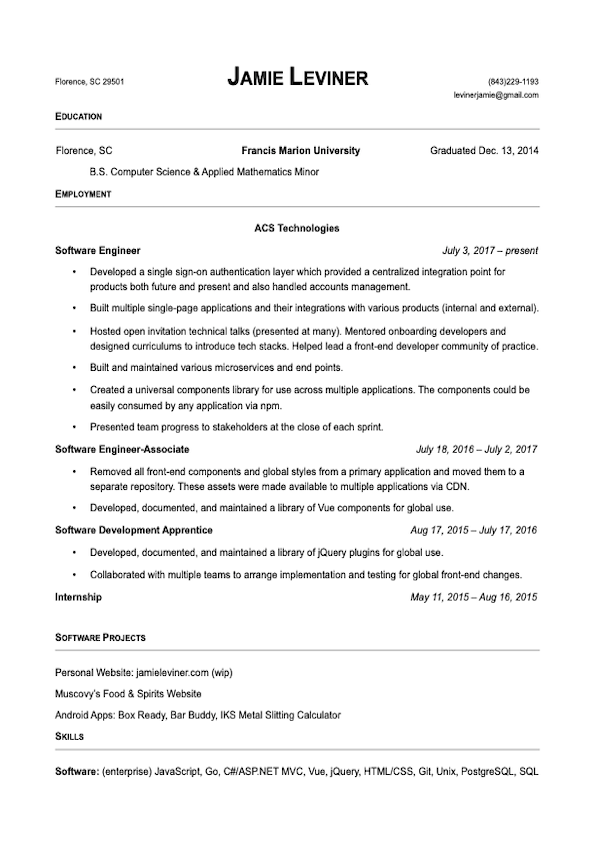 JAMIE LEVINER
Florence, SC 29501
(843)229-1193
levinerjamie@gmail.com
EDUCATION
Florence, SC Francis Marion University Graduated Dec. 13, 2014
B.S. Computer Science & Applied Mathematics Minor
EMPLOYMENT
ACS Technologies
Software Engineer July 3, 2017 – present
• Developed a single sign-on authentication layer which provided a centralized integration point for
products both future and present and also handled accounts management.
• Built multiple single-page applications and their integrations with various products (internal and external).
• Hosted open invitation technical talks (presented at many). Mentored onboarding developers and
designed curriculums to introduce tech stacks. Helped lead a front-end developer community of practice.
• Built and maintained various microservices and end points.
• Created a universal components library for use across multiple applications. The components could be
easily consumed by any application via npm.
• Presented team progress to stakeholders at the close of each sprint.
Software Engineer-Associate July 18, 2016 – July 2, 2017
• Removed all front-end components and global styles from a primary application and moved them to a
separate repository. These assets were made available to multiple applications via CDN.
• Developed, documented, and maintained a library of Vue components for global use.
Software Development Apprentice Aug 17, 2015 – July 17, 2016
• Developed, documented, and maintained a library of jQuery plugins for global use.
• Collaborated with multiple teams to arrange implementation and testing for global front-end changes.
Internship May 11, 2015 – Aug 16, 2015
SOFTWARE PROJECTS
Personal Website: jamieleviner.com (wip)
Muscovy’s Food & Spirits Website
Android Apps: Box Ready, Bar Buddy, IKS Metal Slitting Calculator
SKILLS
Software: (enterprise) JavaScript, Go, C#/ASP.NET MVC, Vue, jQuery, HTML/CSS, Git, Unix, PostgreSQL, SQL